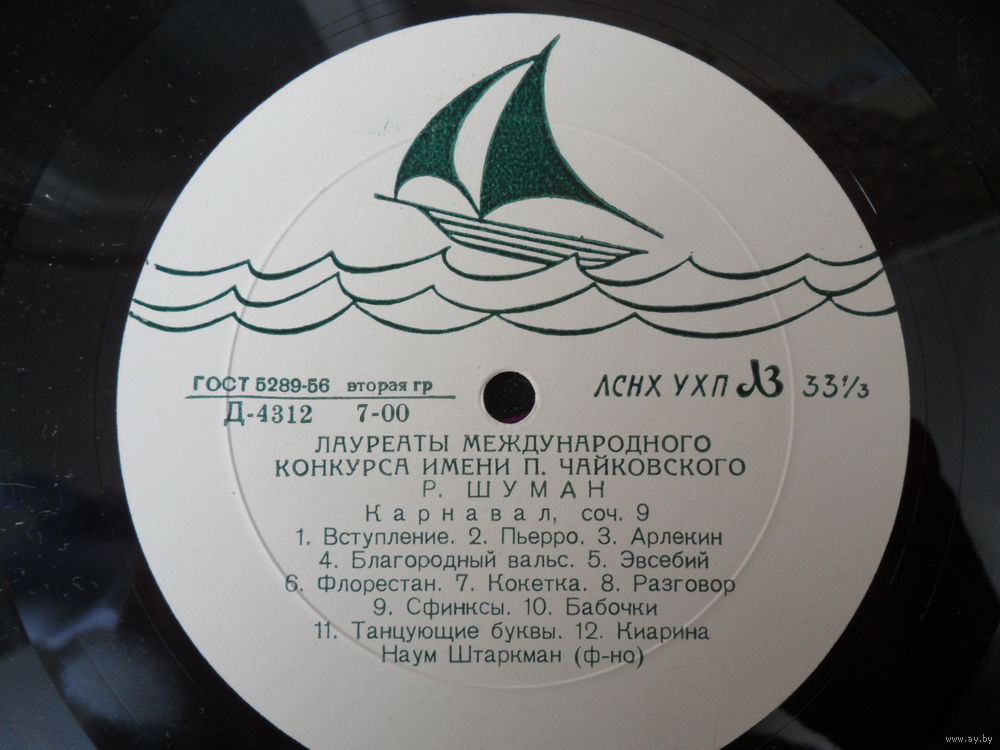 ГОСТ 5289-56 вторая гр
Д-4312 7-00
ЛСНХ УХП ЛЗ 33⅓
ЛАУРЕАТЫ МЕЖДУНАРОДНОГО
КОНКУРСА ИМЕНИ П. ЧАЙКОВСКОГО
Р. ШУМАН
Карнавал, соч. 9
1. Вступление. 2. Пьерро. 3. Арлекин
4. Благородный вальс. 5. Эвсебий
6. Флорестан. 7. Кокетка. 8. Разговор
9. Сфинксы. 10. Бабочки
11. Танцующие буквы. 12. Киарина
Наум Штаркман (ф-но)
www.ay.by